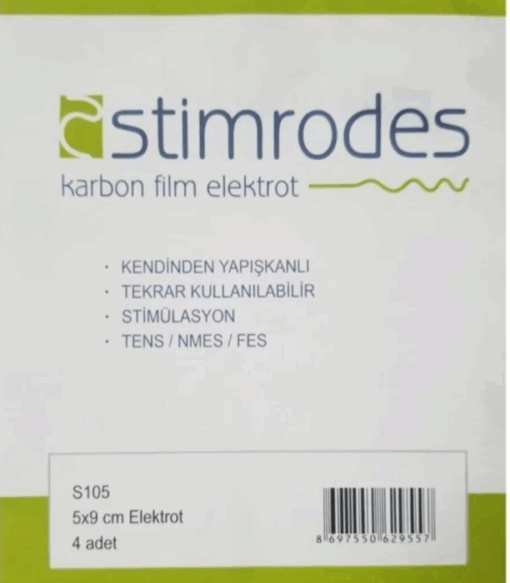 stimrodes
karbon film elektrot
· KENDİNDEN YAPIŞKANLI
· TEKRAR KULLANILABİLİR
· STİMÜLASYON
· TENS / NMES / FES
S105
5x9 cm Elektrot
4 adet
8 697550 629557